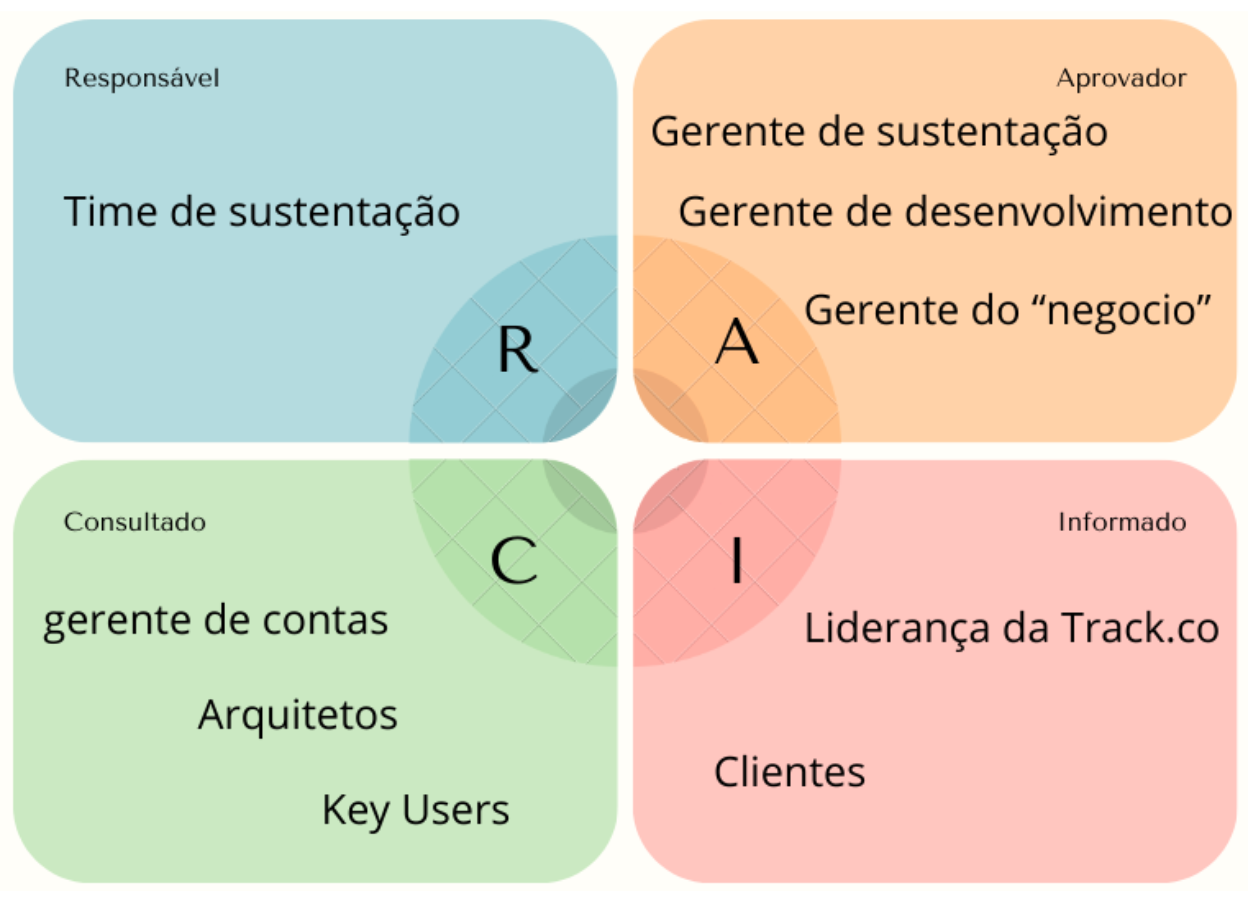 Responsável
Time de sustentação
R
Aprovador
Gerente de sustentação
Gerente de desenvolvimento
Gerente do “negocio”
A
Consultado
gerente de contas
Arquitetos
Key Users
C
Informado
Liderança da Track.co
Clientes
I